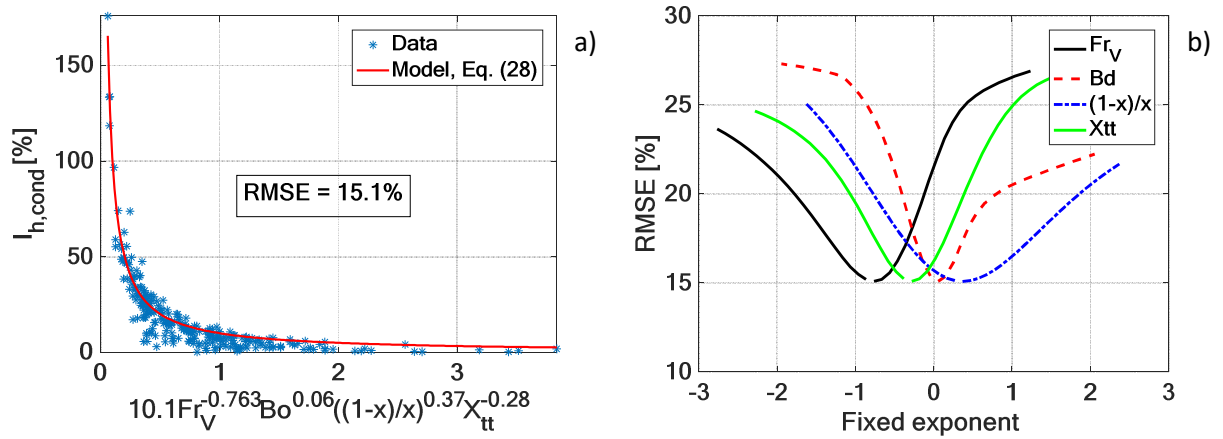 a)
150
100
50
0
I_h,cond [%]
Data
Model, Eq. (28)
RMSE = 15.1%
0 1 2 3
10.1Fr_V^-0.763 Bo^0.06 ((1-x)/x)^0.37 X_tt^-0.28
b)
30
25
20
15
10
RMSE [%]
Fr_V
Bd
(1-x)/x
Xtt
-3 -2 -1 0 1 2 3
Fixed exponent